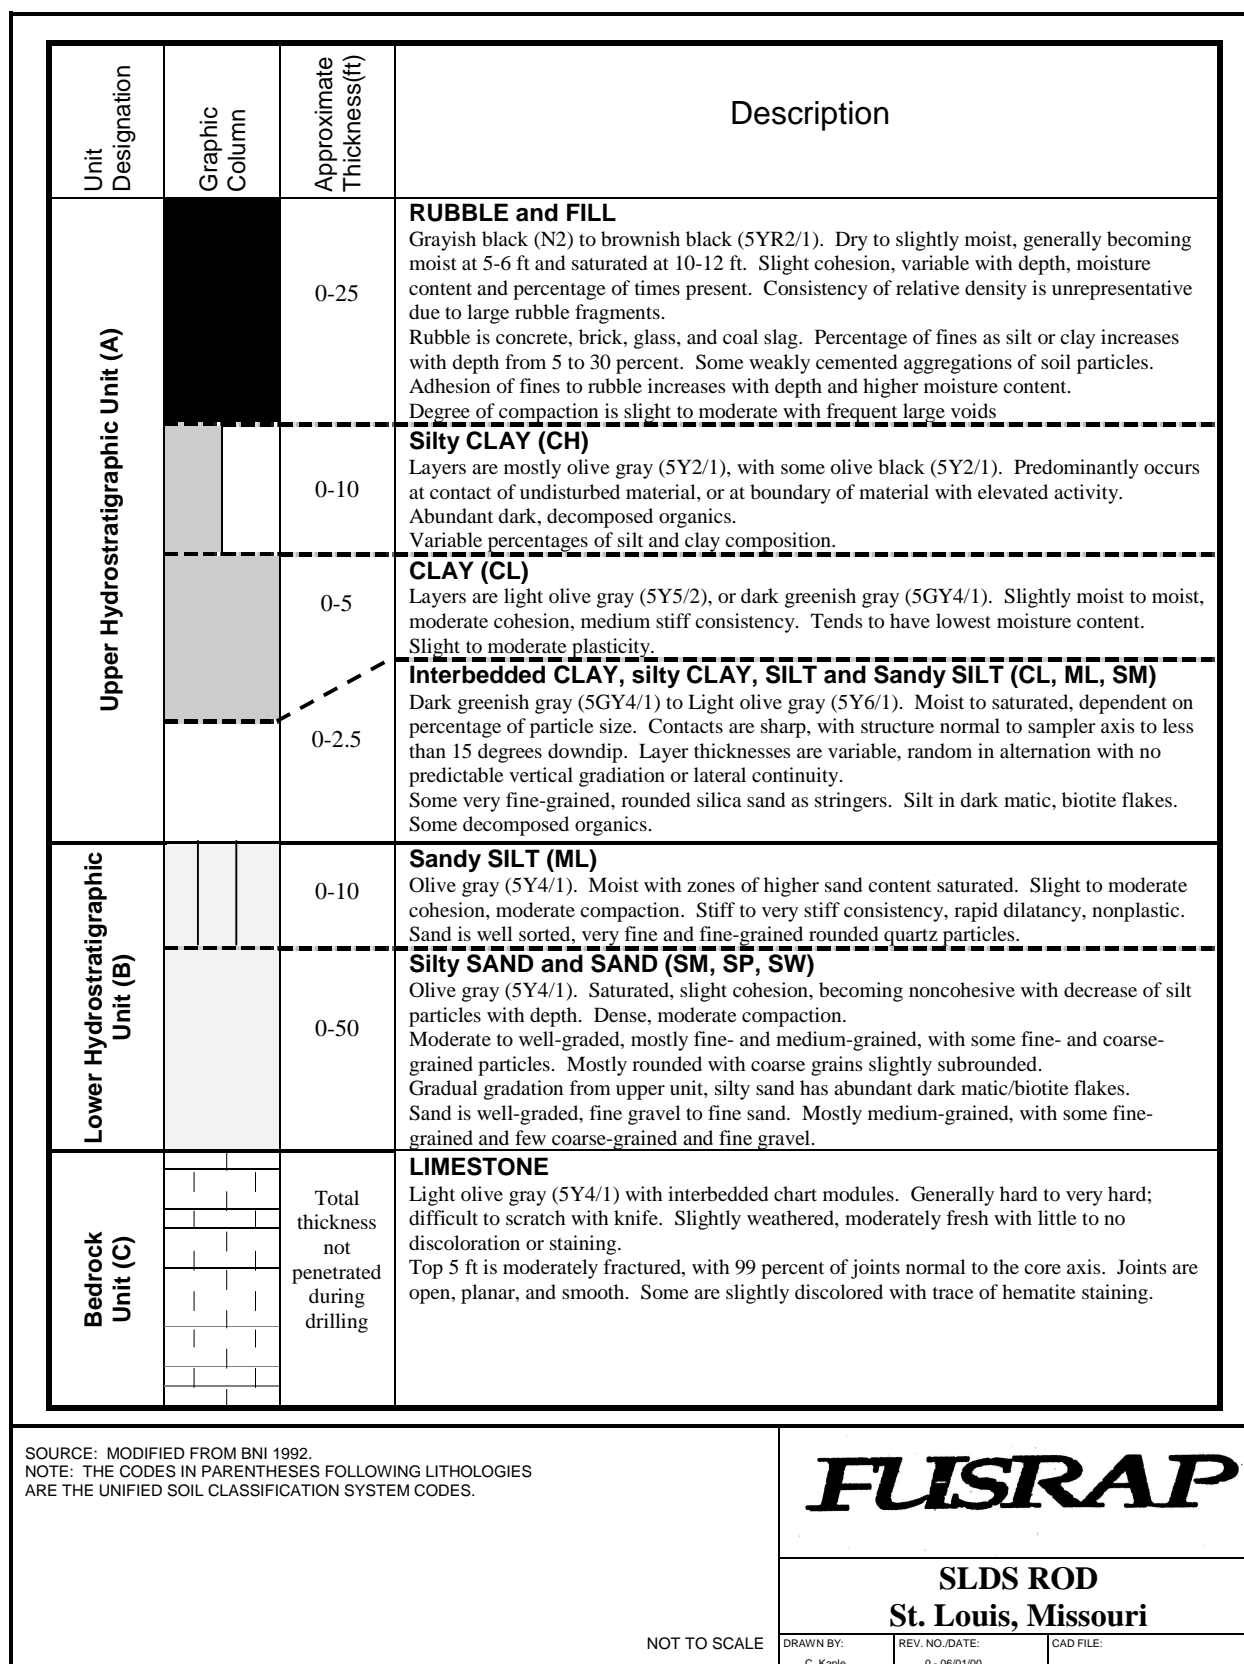 Unit
Designation
Graphic
Column
Approximate
Thickness(ft)
Description
Upper Hydrostratigraphic Unit (A)
0-25
RUBBLE and FILL
Grayish black (N2) to brownish black (5YR2/1). Dry to slightly moist, generally becoming
moist at 5-6 ft and saturated at 10-12 ft. Slight cohesion, variable with depth, moisture
content and percentage of times present. Consistency of relative density is unrepresentative
due to large rubble fragments.
Rubble is concrete, brick, glass, and coal slag. Percentage of fines as silt or clay increases
with depth from 5 to 30 percent. Some weakly cemented aggregations of soil particles.
Adhesion of fines to rubble increases with depth and higher moisture content.
Degree of compaction is slight to moderate with frequent large voids
0-10
Silty CLAY (CH)
Layers are mostly olive gray (5Y2/1), with some olive black (5Y2/1). Predominantly occurs
at contact of undisturbed material, or at boundary of material with elevated activity.
Abundant dark, decomposed organics.
Variable percentages of silt and clay composition.
0-5
CLAY (CL)
Layers are light olive gray (5Y5/2), or dark greenish gray (5GY4/1). Slightly moist to moist,
moderate cohesion, medium stiff consistency. Tends to have lowest moisture content.
Slight to moderate plasticity.
0-2.5
Interbedded CLAY, silty CLAY, SILT and Sandy SILT (CL, ML, SM)
Dark greenish gray (5GY4/1) to Light olive gray (5Y6/1). Moist to saturated, dependent on
percentage of particle size. Contacts are sharp, with structure normal to sampler axis to less
than 15 degrees downdip. Layer thicknesses are variable, random in alternation with no
predictable vertical gradiation or lateral continuity.
Some very fine-grained, rounded silica sand as stringers. Silt in dark matic, biotite flakes.
Some decomposed organics.
Lower Hydrostratigraphic
Unit (B)
0-10
Sandy SILT (ML)
Olive gray (5Y4/1). Moist with zones of higher sand content saturated. Slight to moderate
cohesion, moderate compaction. Stiff to very stiff consistency, rapid dilatancy, nonplastic.
Sand is well sorted, very fine and fine-grained rounded quartz particles.
0-50
Silty SAND and SAND (SM, SP, SW)
Olive gray (5Y4/1). Saturated, slight cohesion, becoming noncohesive with decrease of silt
particles with depth. Dense, moderate compaction.
Moderate to well-graded, mostly fine- and medium-grained, with some fine- and coarse-
grained particles. Mostly rounded with coarse grains slightly subrounded.
Gradual gradation from upper unit, silty sand has abundant dark matic/biotite flakes.
Sand is well-graded, fine gravel to fine sand. Mostly medium-grained, with some fine-
grained and few coarse-grained and fine gravel.
Bedrock
Unit (C)
Total
thickness
not
penetrated
during
drilling
LIMESTONE
Light olive gray (5Y4/1) with interbedded chart modules. Generally hard to very hard;
difficult to scratch with knife. Slightly weathered, moderately fresh with little to no
discoloration or staining.
Top 5 ft is moderately fractured, with 99 percent of joints normal to the core axis. Joints are
open, planar, and smooth. Some are slightly discolored with trace of hematite staining.
SOURCE: MODIFIED FROM BNI 1992.
NOTE: THE CODES IN PARENTHESES FOLLOWING LITHOLOGIES
ARE THE UNIFIED SOIL CLASSIFICATION SYSTEM CODES.
FUSRAP
SLDS ROD
St. Louis, Missouri
NOT TO SCALE
DRAWN BY:
C. Kaple
REV. NO./DATE:
0 - 06/01/00
CAD FILE: